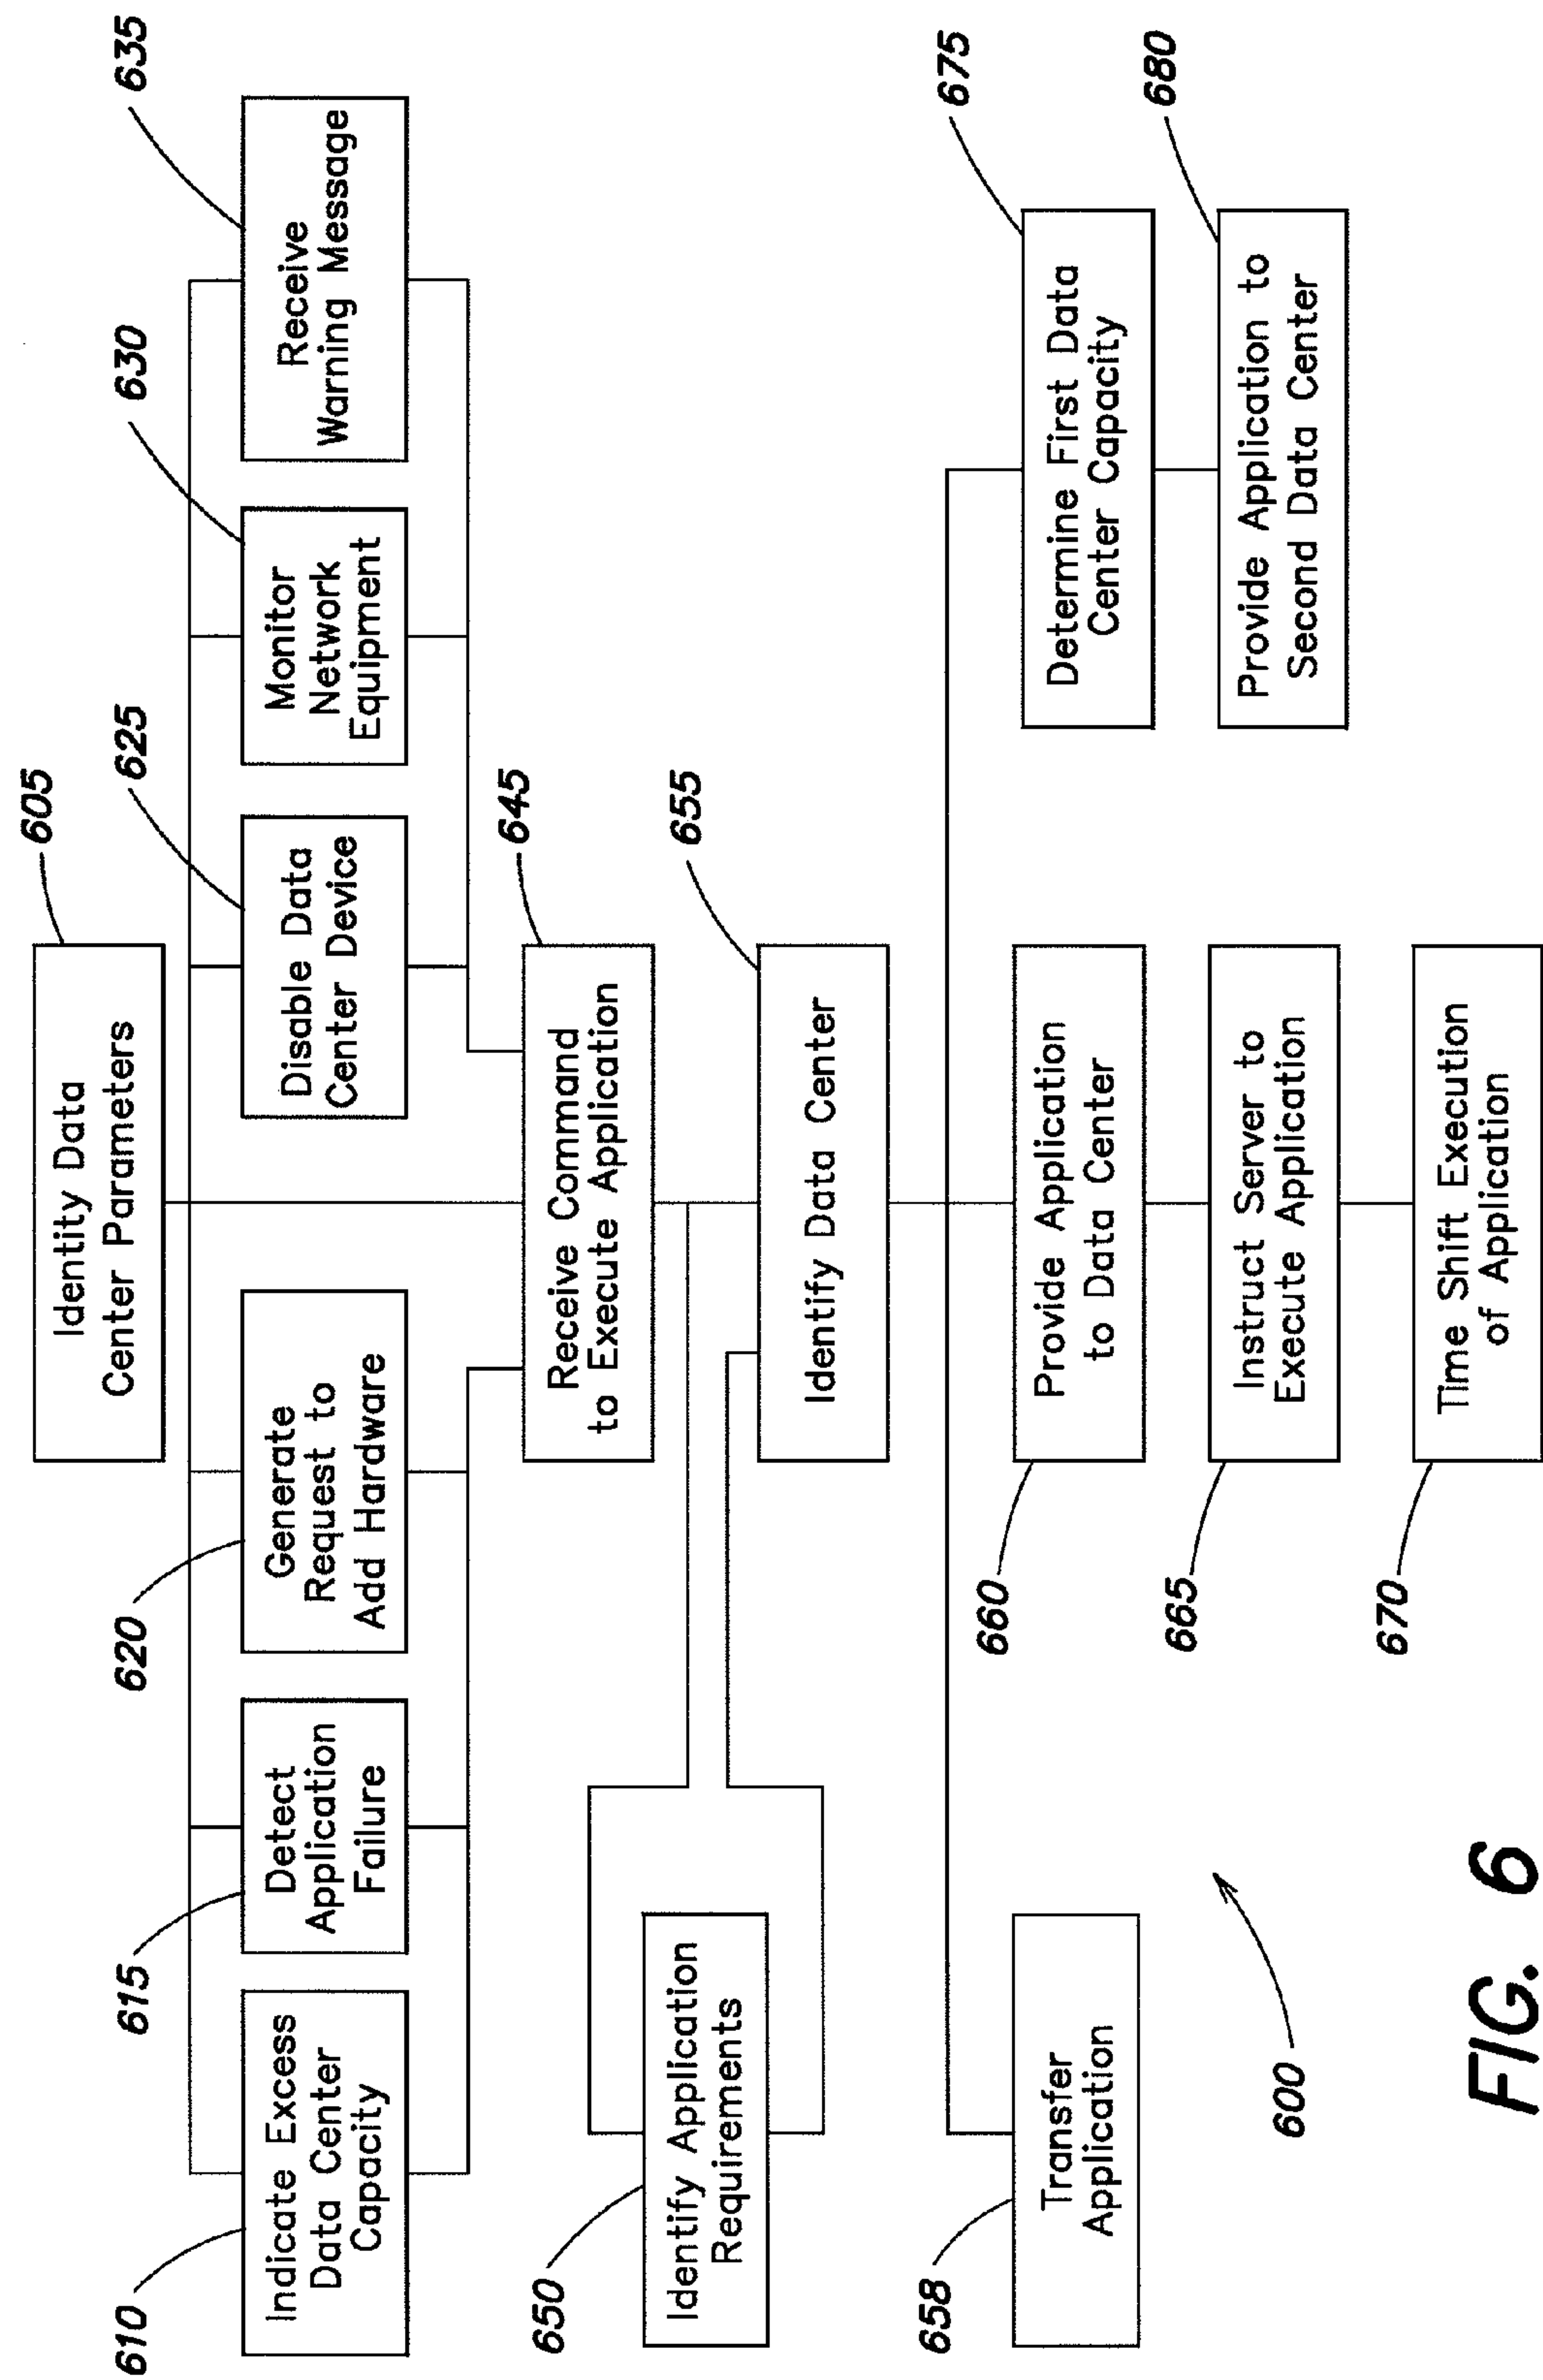 605
Identity Data
Center Parameters
610
Indicate Excess
Data Center
Capacity
615
Detect
Application
Failure
620
Generate
Request to
Add Hardware
625
Disable Data
Center Device
630
Monitor
Network
Equipment
635
Receive
Warning Message
645
Receive Command
to Execute Application
650
Identify Application
Requirements
655
Identify Data Center
658
Transfer
Application
660
Provide Application
to Data Center
665
Instruct Server to
Execute Application
670
Time Shift Execution
of Application
675
Determine First Data
Center Capacity
680
Provide Application to
Second Data Center
600
FIG. 6